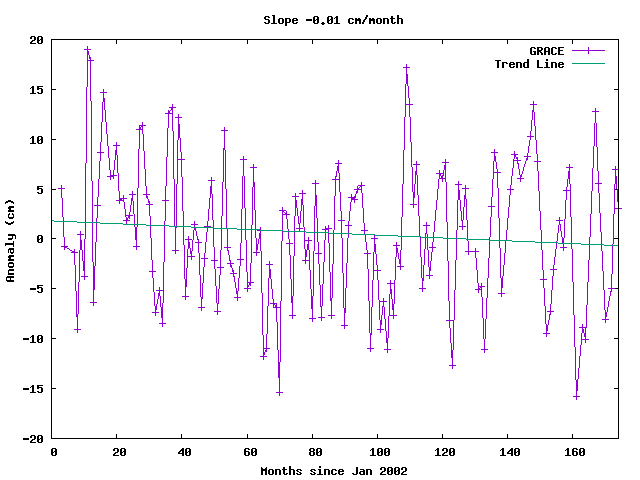 Slope -0.01 cm/month
GRACE
Trend Line
20
15
10
5
0
-5
-10
-15
-20
Anomaly (cm)
0 20 40 60 80 100 120 140 160
Months since Jan 2002